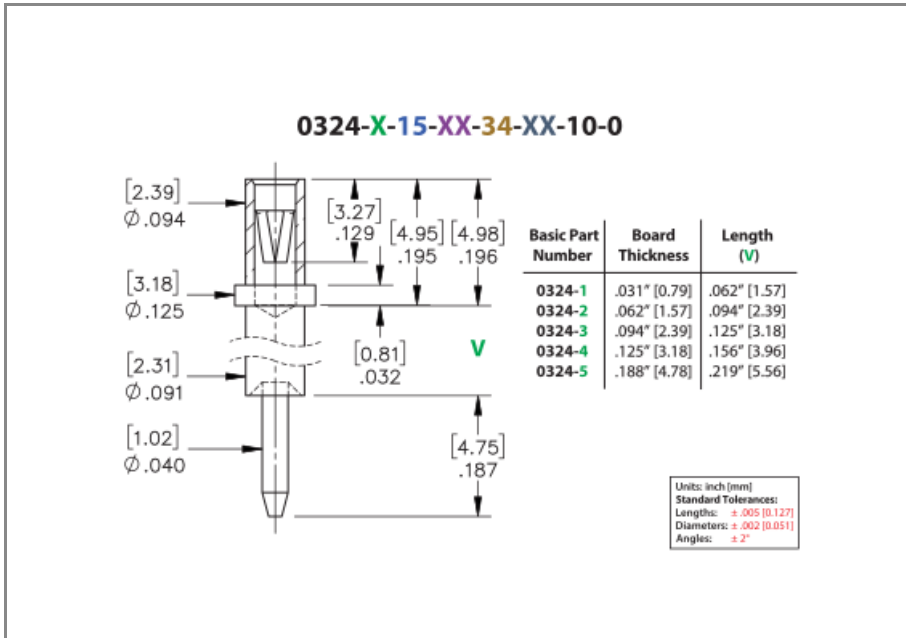 0324-X-15-XX-34-XX-10-0
[2.39]
Ø .094
[3.27]
.129
[4.95]
.195
[4.98]
.196
[3.18]
Ø .125
[0.81]
.032
V
[2.31]
Ø .091
[1.02]
Ø .040
[4.75]
.187
Basic Part Number Board Thickness Length (V)
0324-1 .031" [0.79] .062" [1.57]
0324-2 .062" [1.57] .094" [2.39]
0324-3 .094" [2.39] .125" [3.18]
0324-4 .125" [3.18] .156" [3.96]
0324-5 .188" [4.78] .219" [5.56]
Units: inch [mm]
Standard Tolerances:
Lengths: ± .005 [0.127]
Diameters: ± .002 [0.051]
Angles: ± 2°